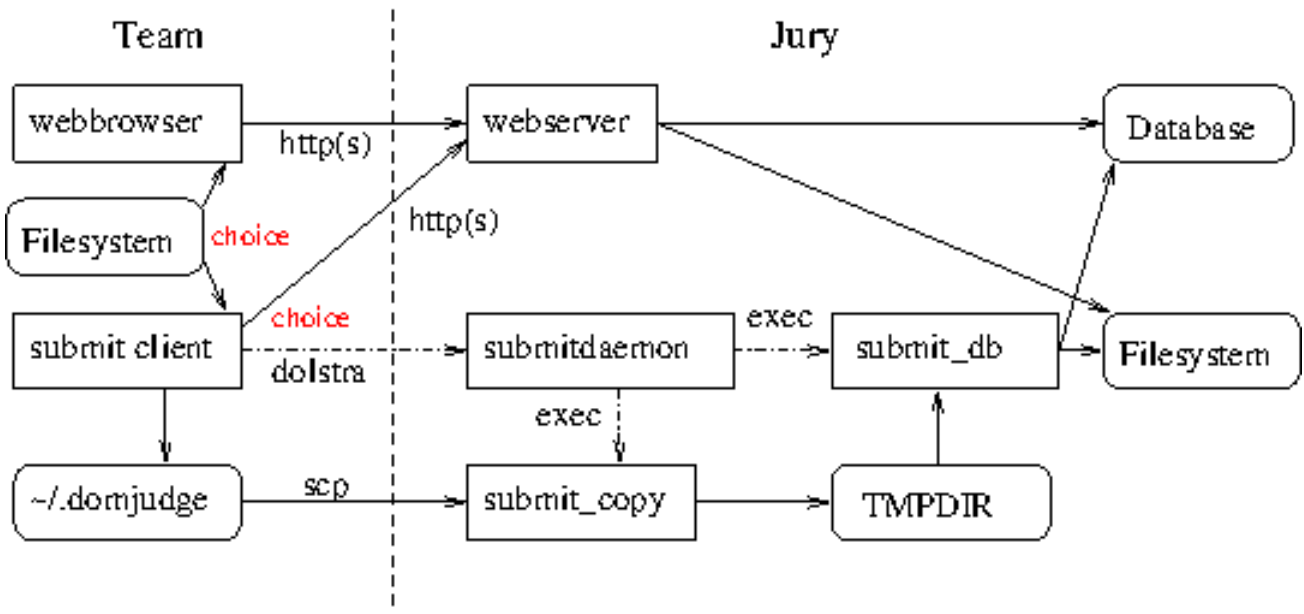 Team
Jury
webbrowser
http(s)
webserver
Database
Filesystem
choice
http(s)
submit client
choice
dolstra
submitdaemon
exec
submit_db
Filesystem
exec
~/.domjudge
scp
submit_copy
TMPDIR